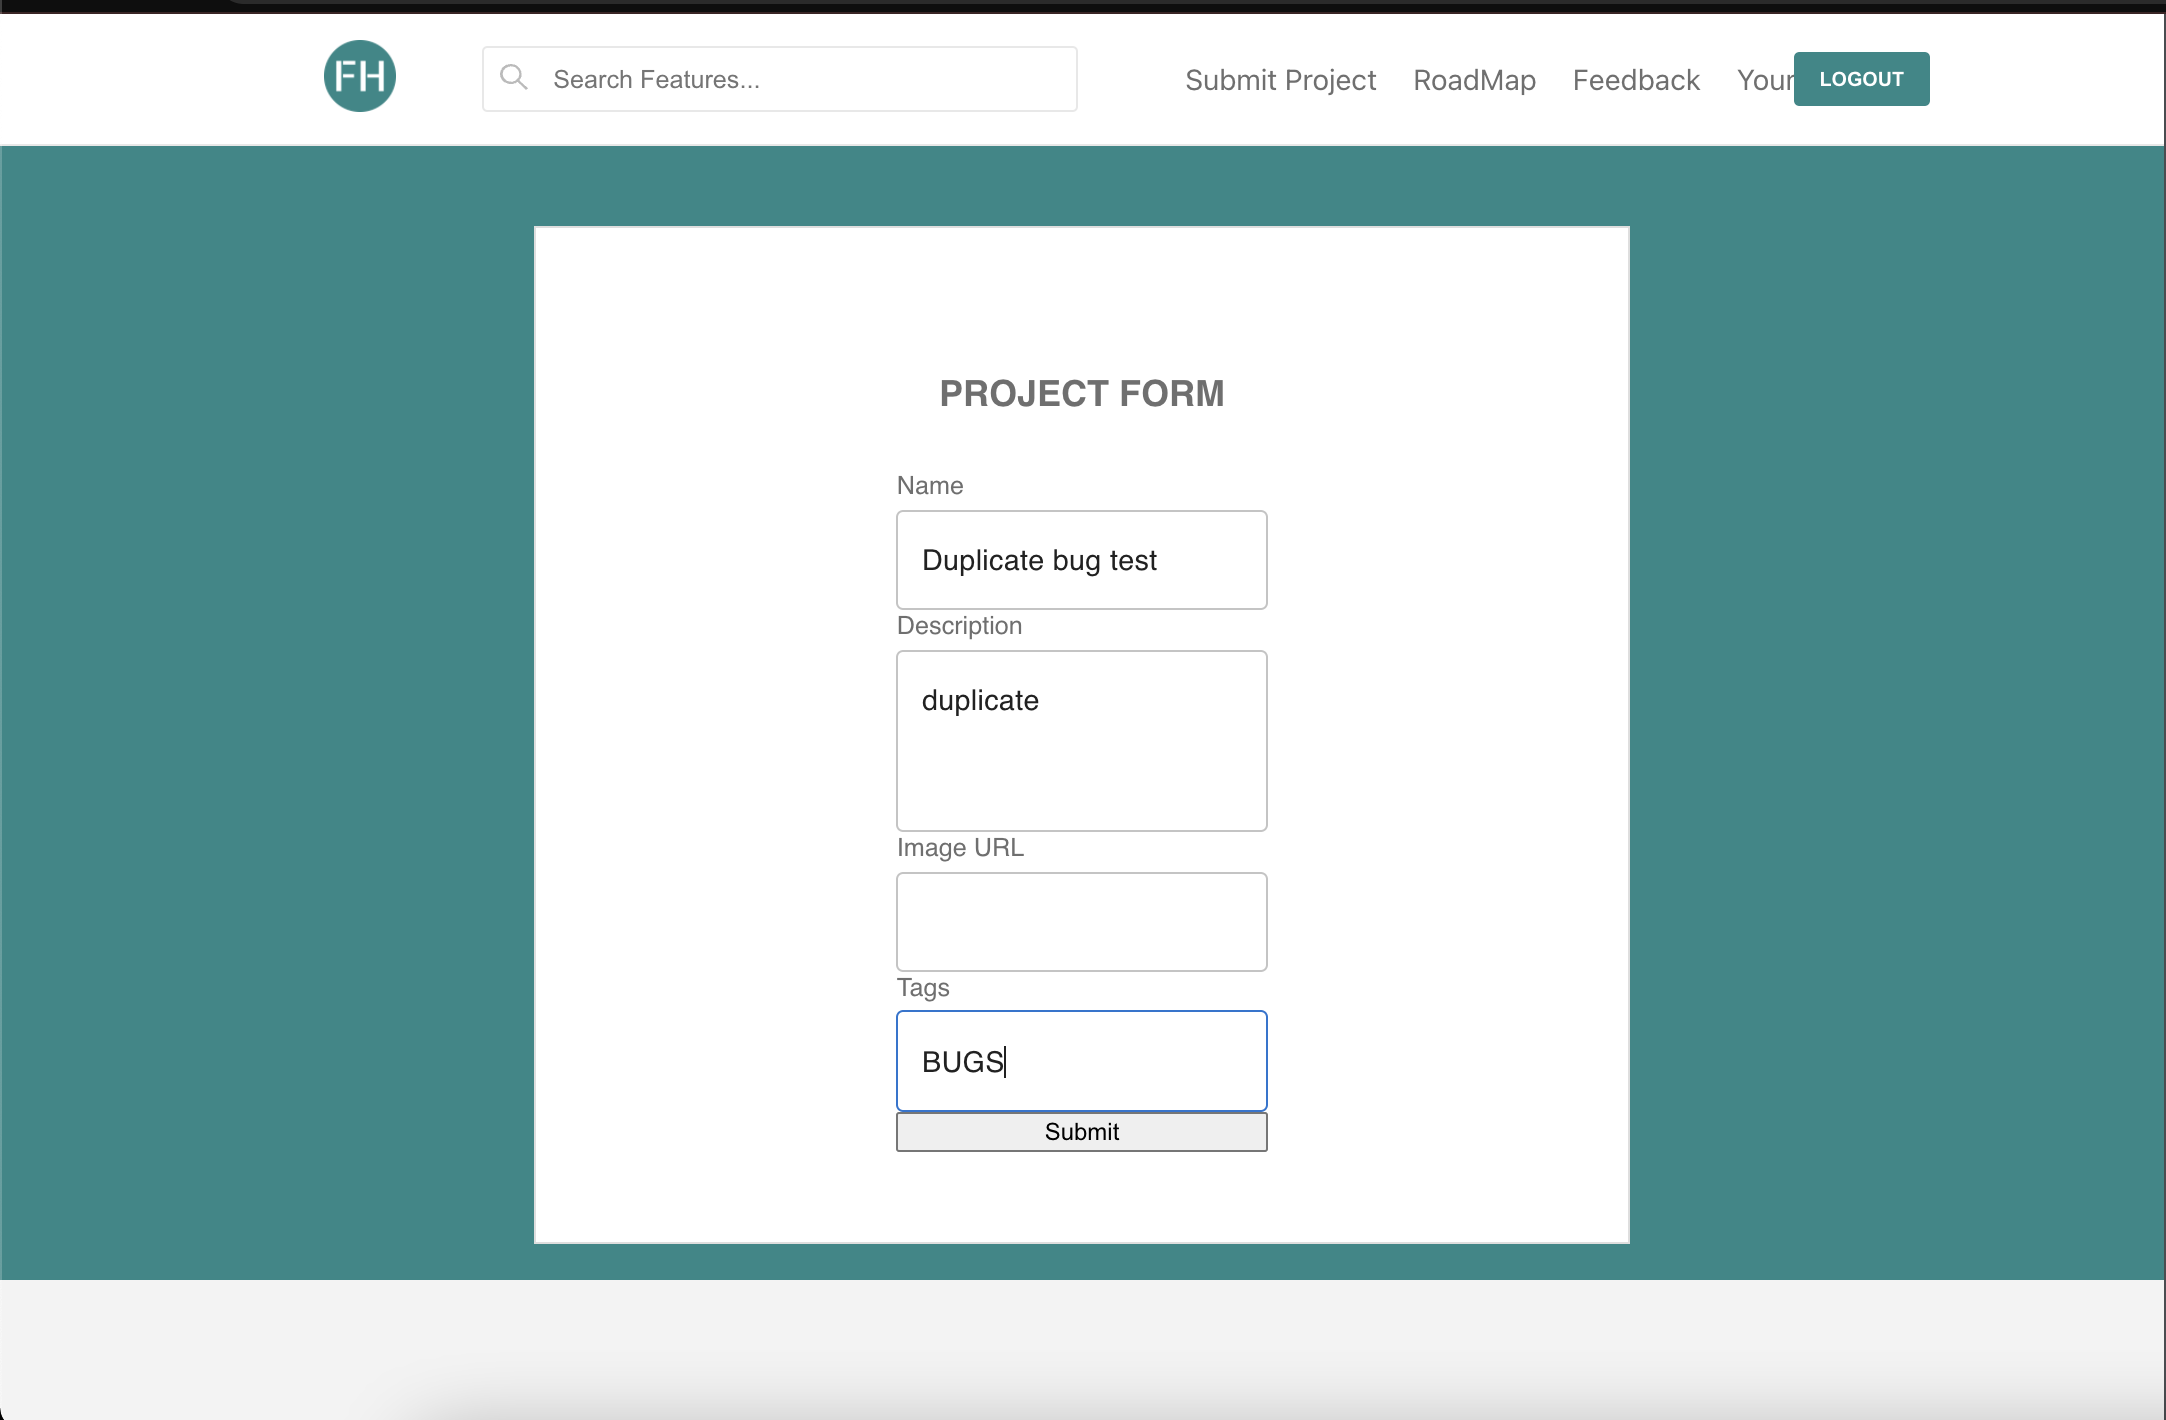 FH
Search Features...
Submit Project RoadMap Feedback Your LOGOUT
PROJECT FORM
Name
Duplicate bug test
Description
duplicate
Image URL
Tags
BUGS
Submit